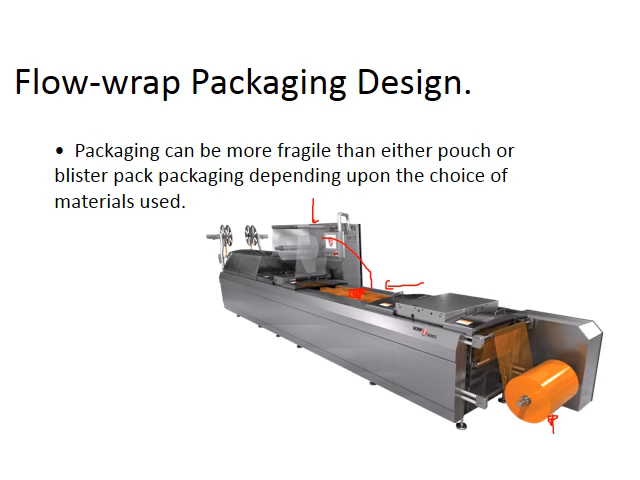 Flow-wrap Packaging Design.
• Packaging can be more fragile than either pouch or
blister pack packaging depending upon the choice of
materials used.